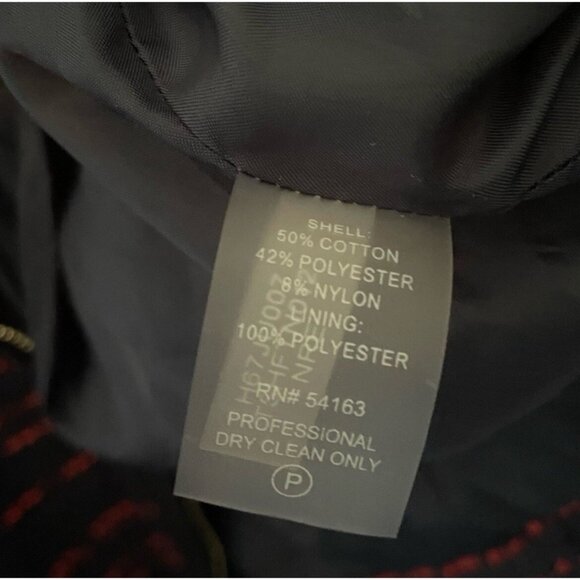 SHELL:
50% COTTON
42% POLYESTER
8% NYLON
LINING:
100% POLYESTER
RN# 54163
PROFESSIONAL
DRY CLEAN ONLY
P